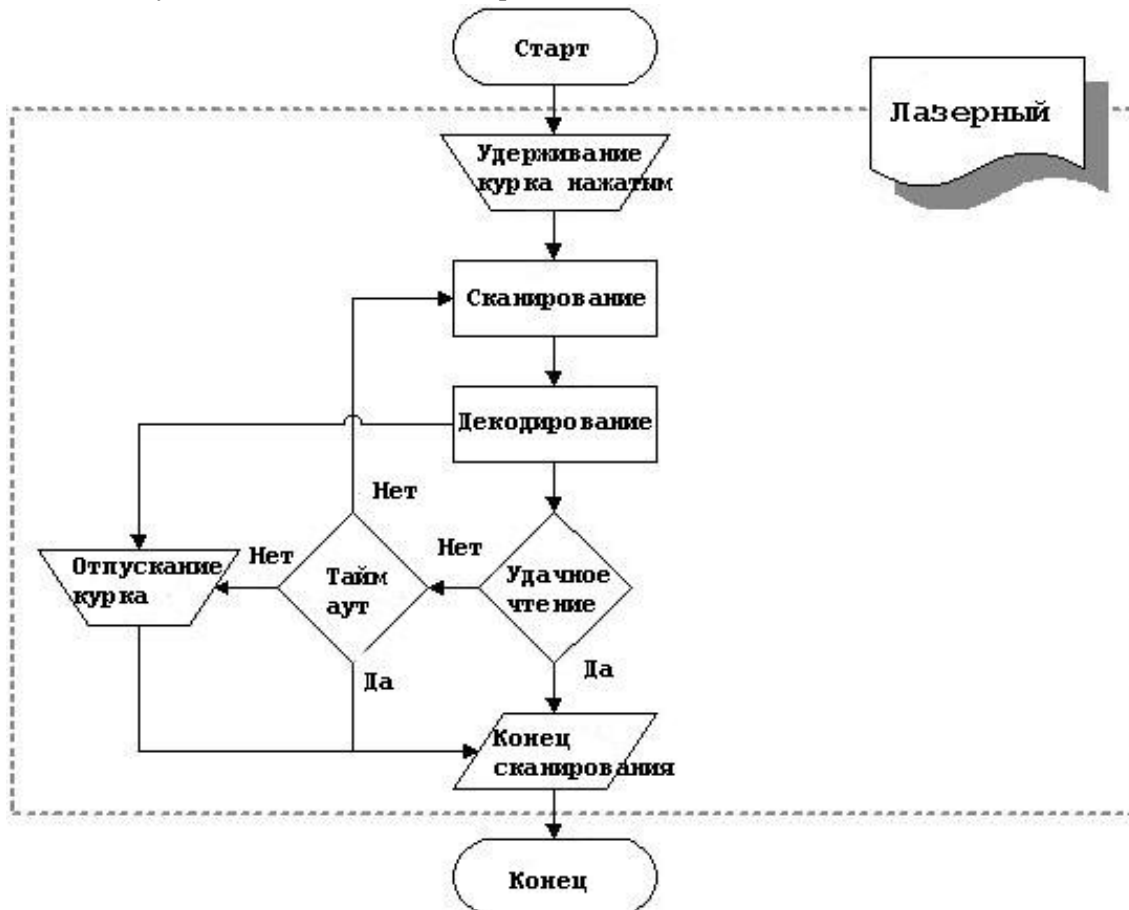 Старт
Лазерный
Удерживание
курка нажатым
Сканирование
Декодирование
Нет
Отпускание
курка
Нет
Тайм
аут
Нет
Удачное
чтение
Да
Да
Конец
сканирования
Конец